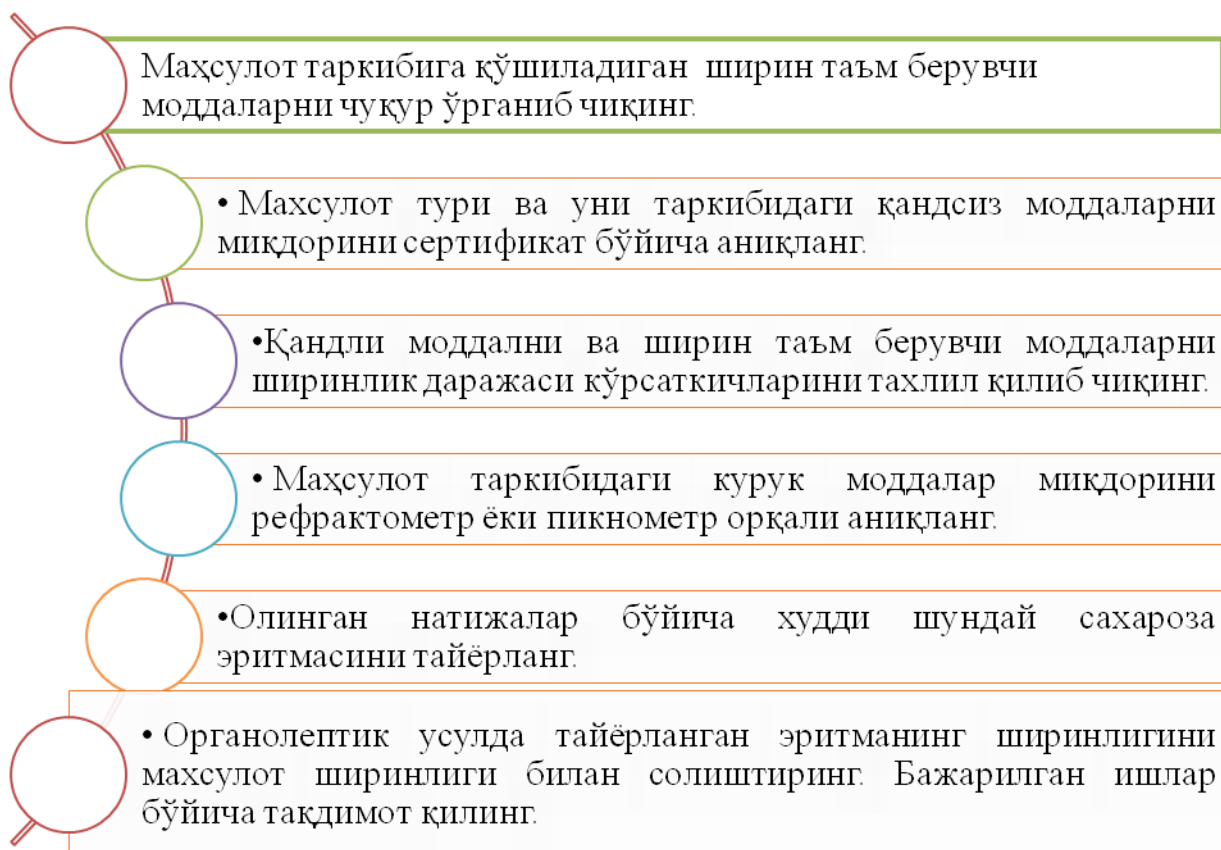 Маҳсулот таркибига қўшиладиган ширин таъм берувчи
моддаларни чуқур ўрганиб чиқинг.
• Махсулот тури ва уни таркибидаги қандсиз моддаларни
миқдорини сертификат бўйича аниқланг.
•Қандли моддални ва ширин таъм берувчи моддаларни
ширинлик даражаси кўрсаткичларини тахлил қилиб чиқинг.
• Маҳсулот таркибидаги курук моддалар миқдорини
рефрактометр ёки пикнометр орқали аниқланг.
•Олинган натижалар бўйича худди шундай сахароза
эритмасини тайёрланг.
• Органолептик усулда тайёрланган эритманинг ширинлигини
махсулот ширинлиги билан солиштиринг. Бажарилган ишлар
бўйича тақдимот қилинг.